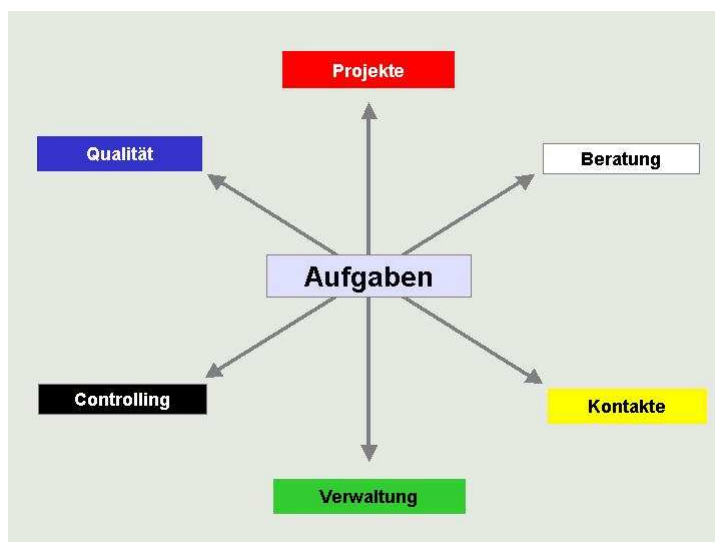 Projekte
Qualität
Beratung
Aufgaben
Controlling
Kontakte
Verwaltung